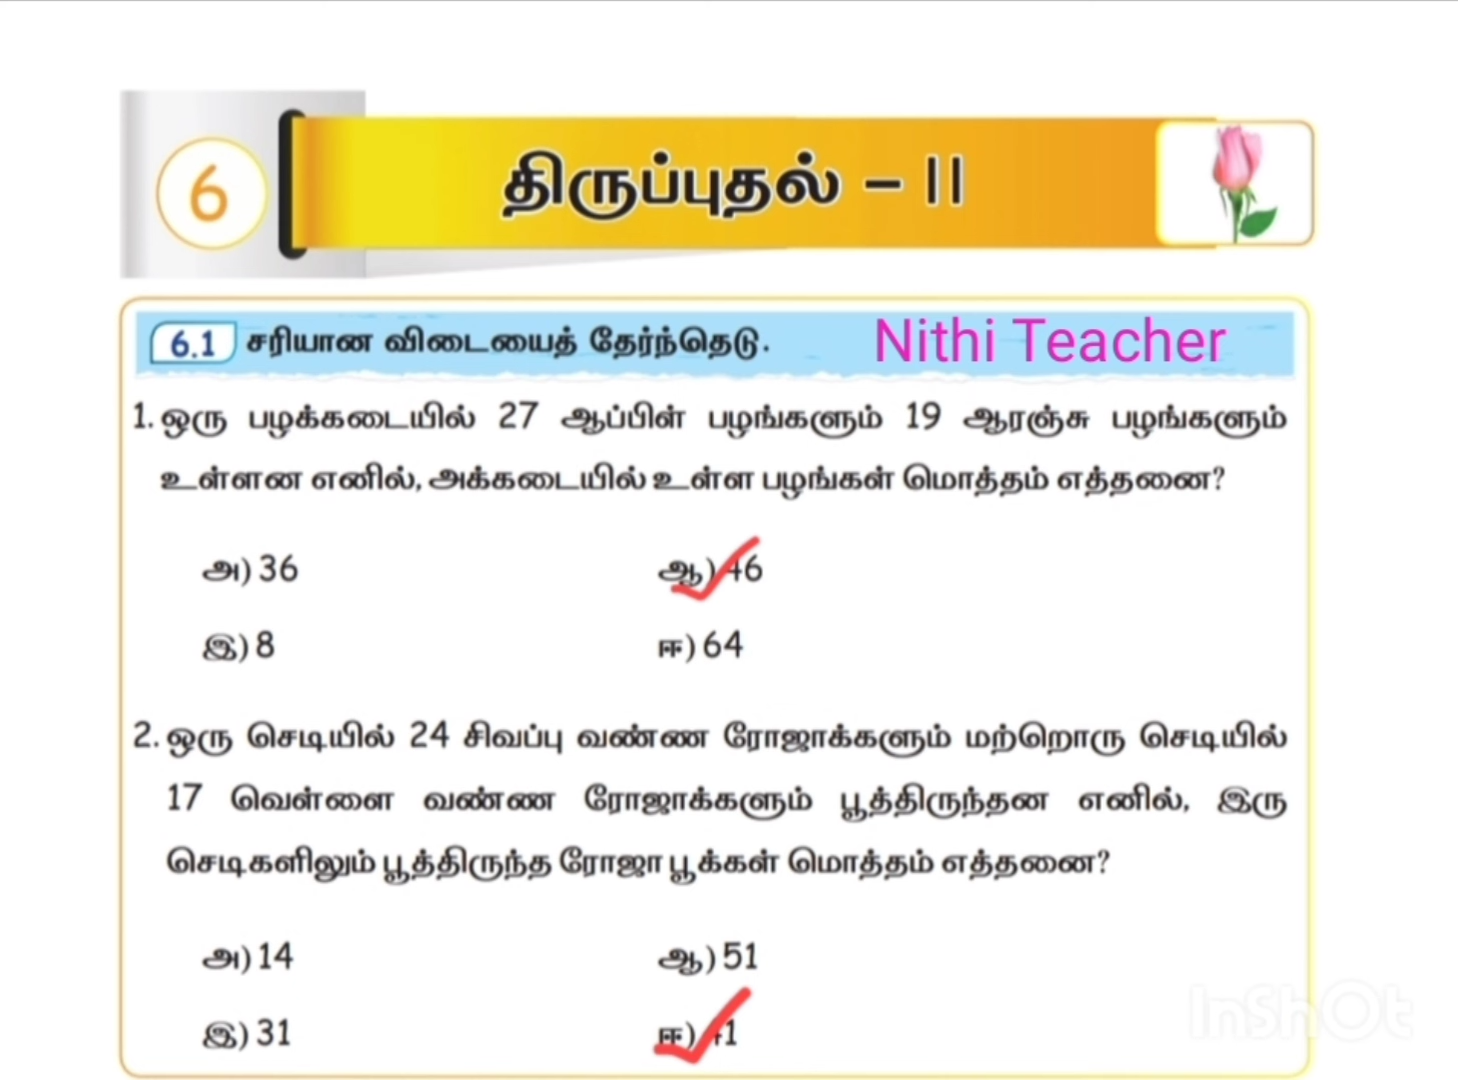 6
திருப்புதல் – II
6.1 சரியான விடையைத் தேர்ந்தெடு. Nithi Teacher
1. ஒரு பழக்கடையில் 27 ஆப்பிள் பழங்களும் 19 ஆரஞ்சு பழங்களும்
உள்ளன எனில், அக்கடையில் உள்ள பழங்கள் மொத்தம் எத்தனை?
அ) 36 ஆ) 46
இ) 8 ஈ) 64
2. ஒரு செடியில் 24 சிவப்பு வண்ண ரோஜாக்களும் மற்றொரு செடியில்
17 வெள்ளை வண்ண ரோஜாக்களும் பூத்திருந்தன எனில், இரு
செடிகளிலும் பூத்திருந்த ரோஜா பூக்கள் மொத்தம் எத்தனை?
அ) 14 ஆ) 51
இ) 31 ஈ) 41
InShOt